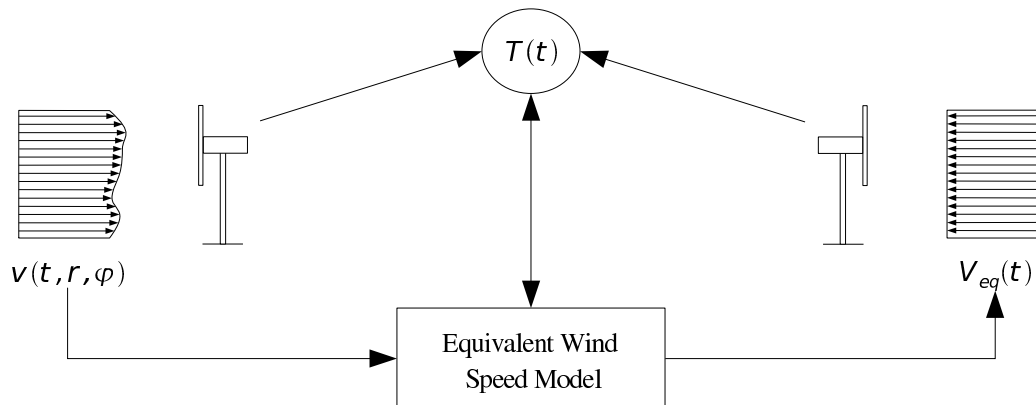 T(t)
v(t,r,φ)
V_eq(t)
Equivalent Wind
Speed Model